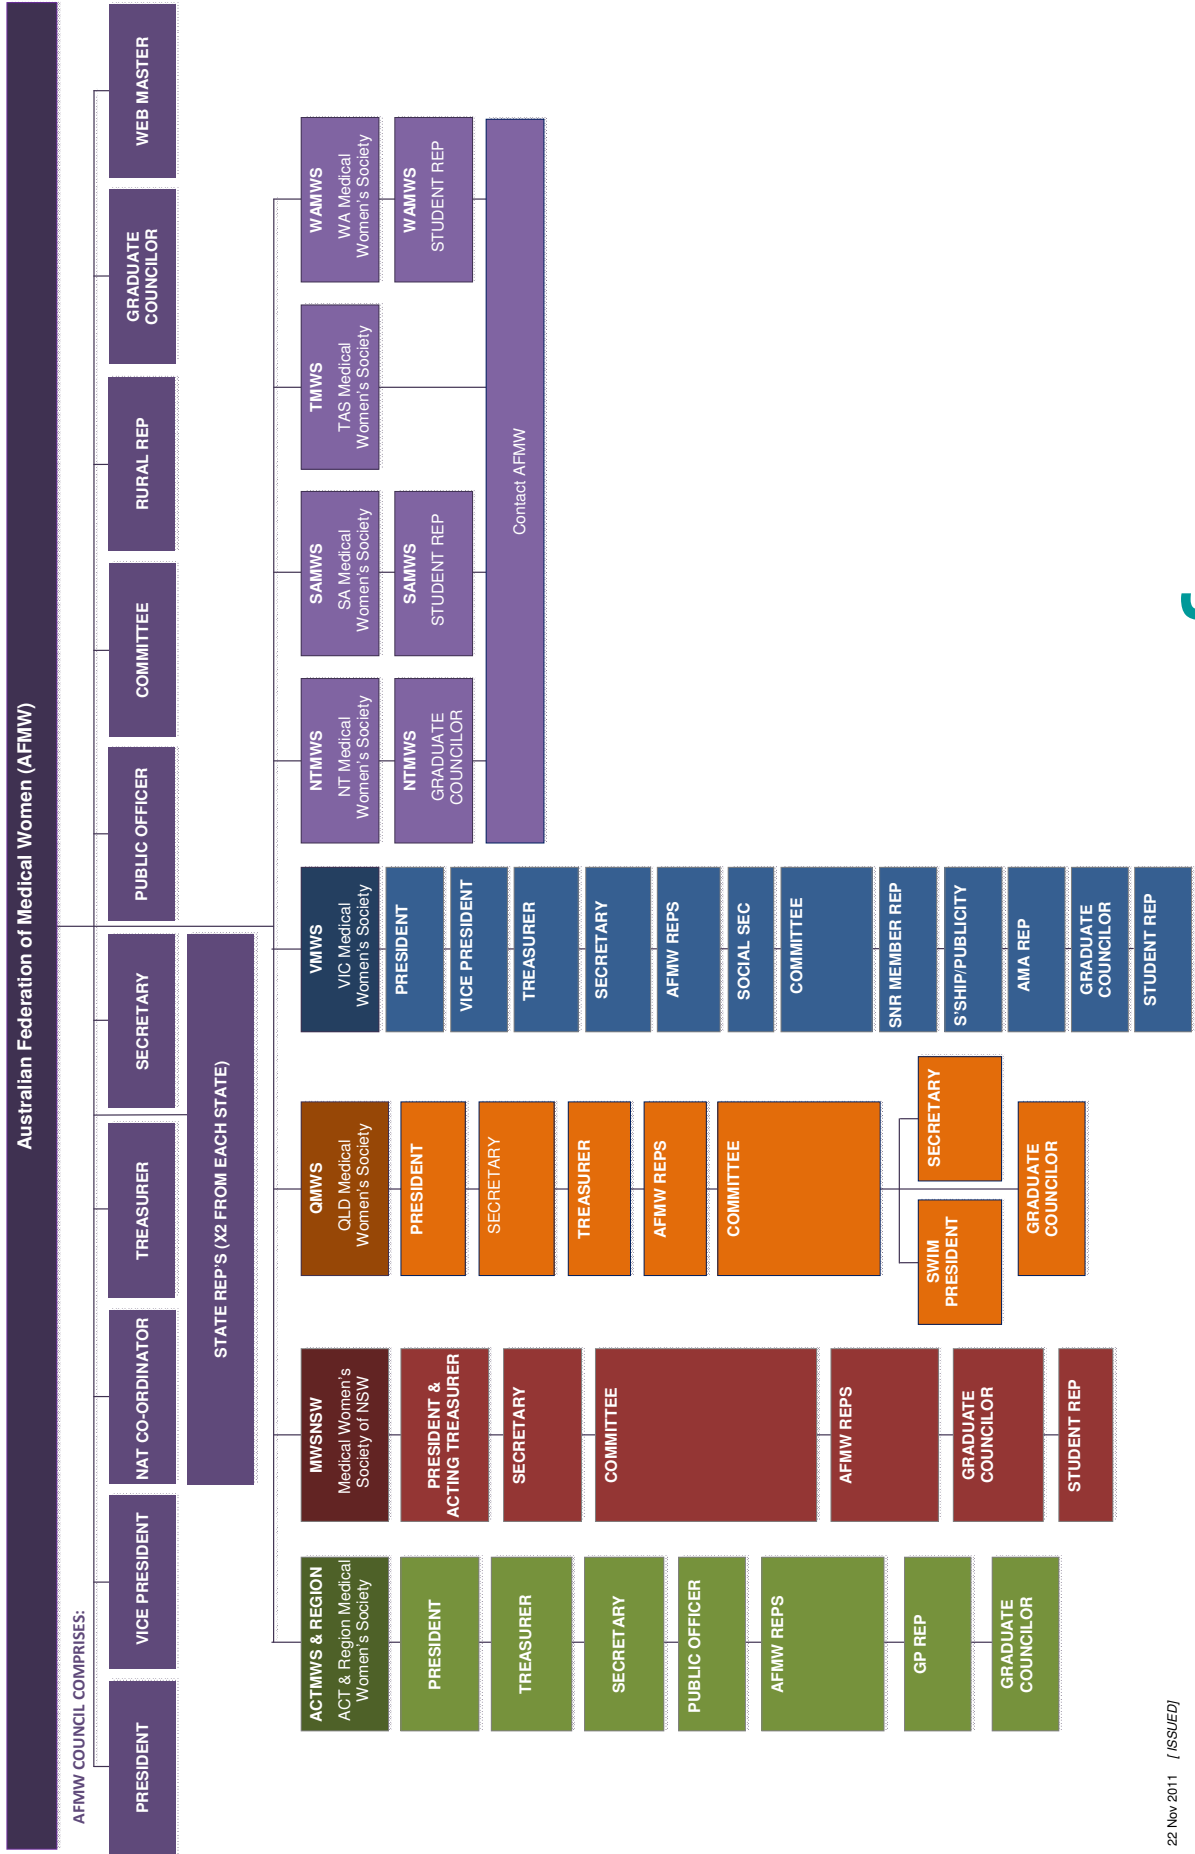 Australian Federation of Medical Women (AFMW)
AFMW COUNCIL COMPRISES:
PRESIDENT
VICE PRESIDENT
NAT CO-ORDINATOR
TREASURER
SECRETARY
PUBLIC OFFICER
COMMITTEE
RURAL REP
GRADUATE
COUNCILOR
WEB MASTER
STATE REP'S (X2 FROM EACH STATE)
ACTMWS & REGION
ACT & Region Medical
Women's Society
PRESIDENT
TREASURER
SECRETARY
PUBLIC OFFICER
AFMW REPS
GP REP
GRADUATE
COUNCILOR
MWSNSW
Medical Women's
Society of NSW
PRESIDENT &
ACTING TREASURER
SECRETARY
COMMITTEE
AFMW REPS
GRADUATE
COUNCILOR
STUDENT REP
QMWS
QLD Medical
Women's Society
PRESIDENT
SECRETARY
TREASURER
AFMW REPS
COMMITTEE
SWIM
PRESIDENT
SECRETARY
GRADUATE
COUNCILOR
VMWS
VIC Medical
Women's Society
PRESIDENT
VICE PRESIDENT
TREASURER
SECRETARY
AFMW REPS
SOCIAL SEC
COMMITTEE
SNR MEMBER REP
S'SHIP/PUBLICITY
AMA REP
GRADUATE
COUNCILOR
STUDENT REP
NTMWS
NT Medical
Women's Society
NTMWS
GRADUATE
COUNCILOR
SAMWS
SA Medical
Women's Society
SAMWS
STUDENT REP
TMWS
TAS Medical
Women's Society
WAMWS
WA Medical
Women's Society
WAMWS
STUDENT REP
Contact AFMW
22 Nov 2011 [ ISSUED]